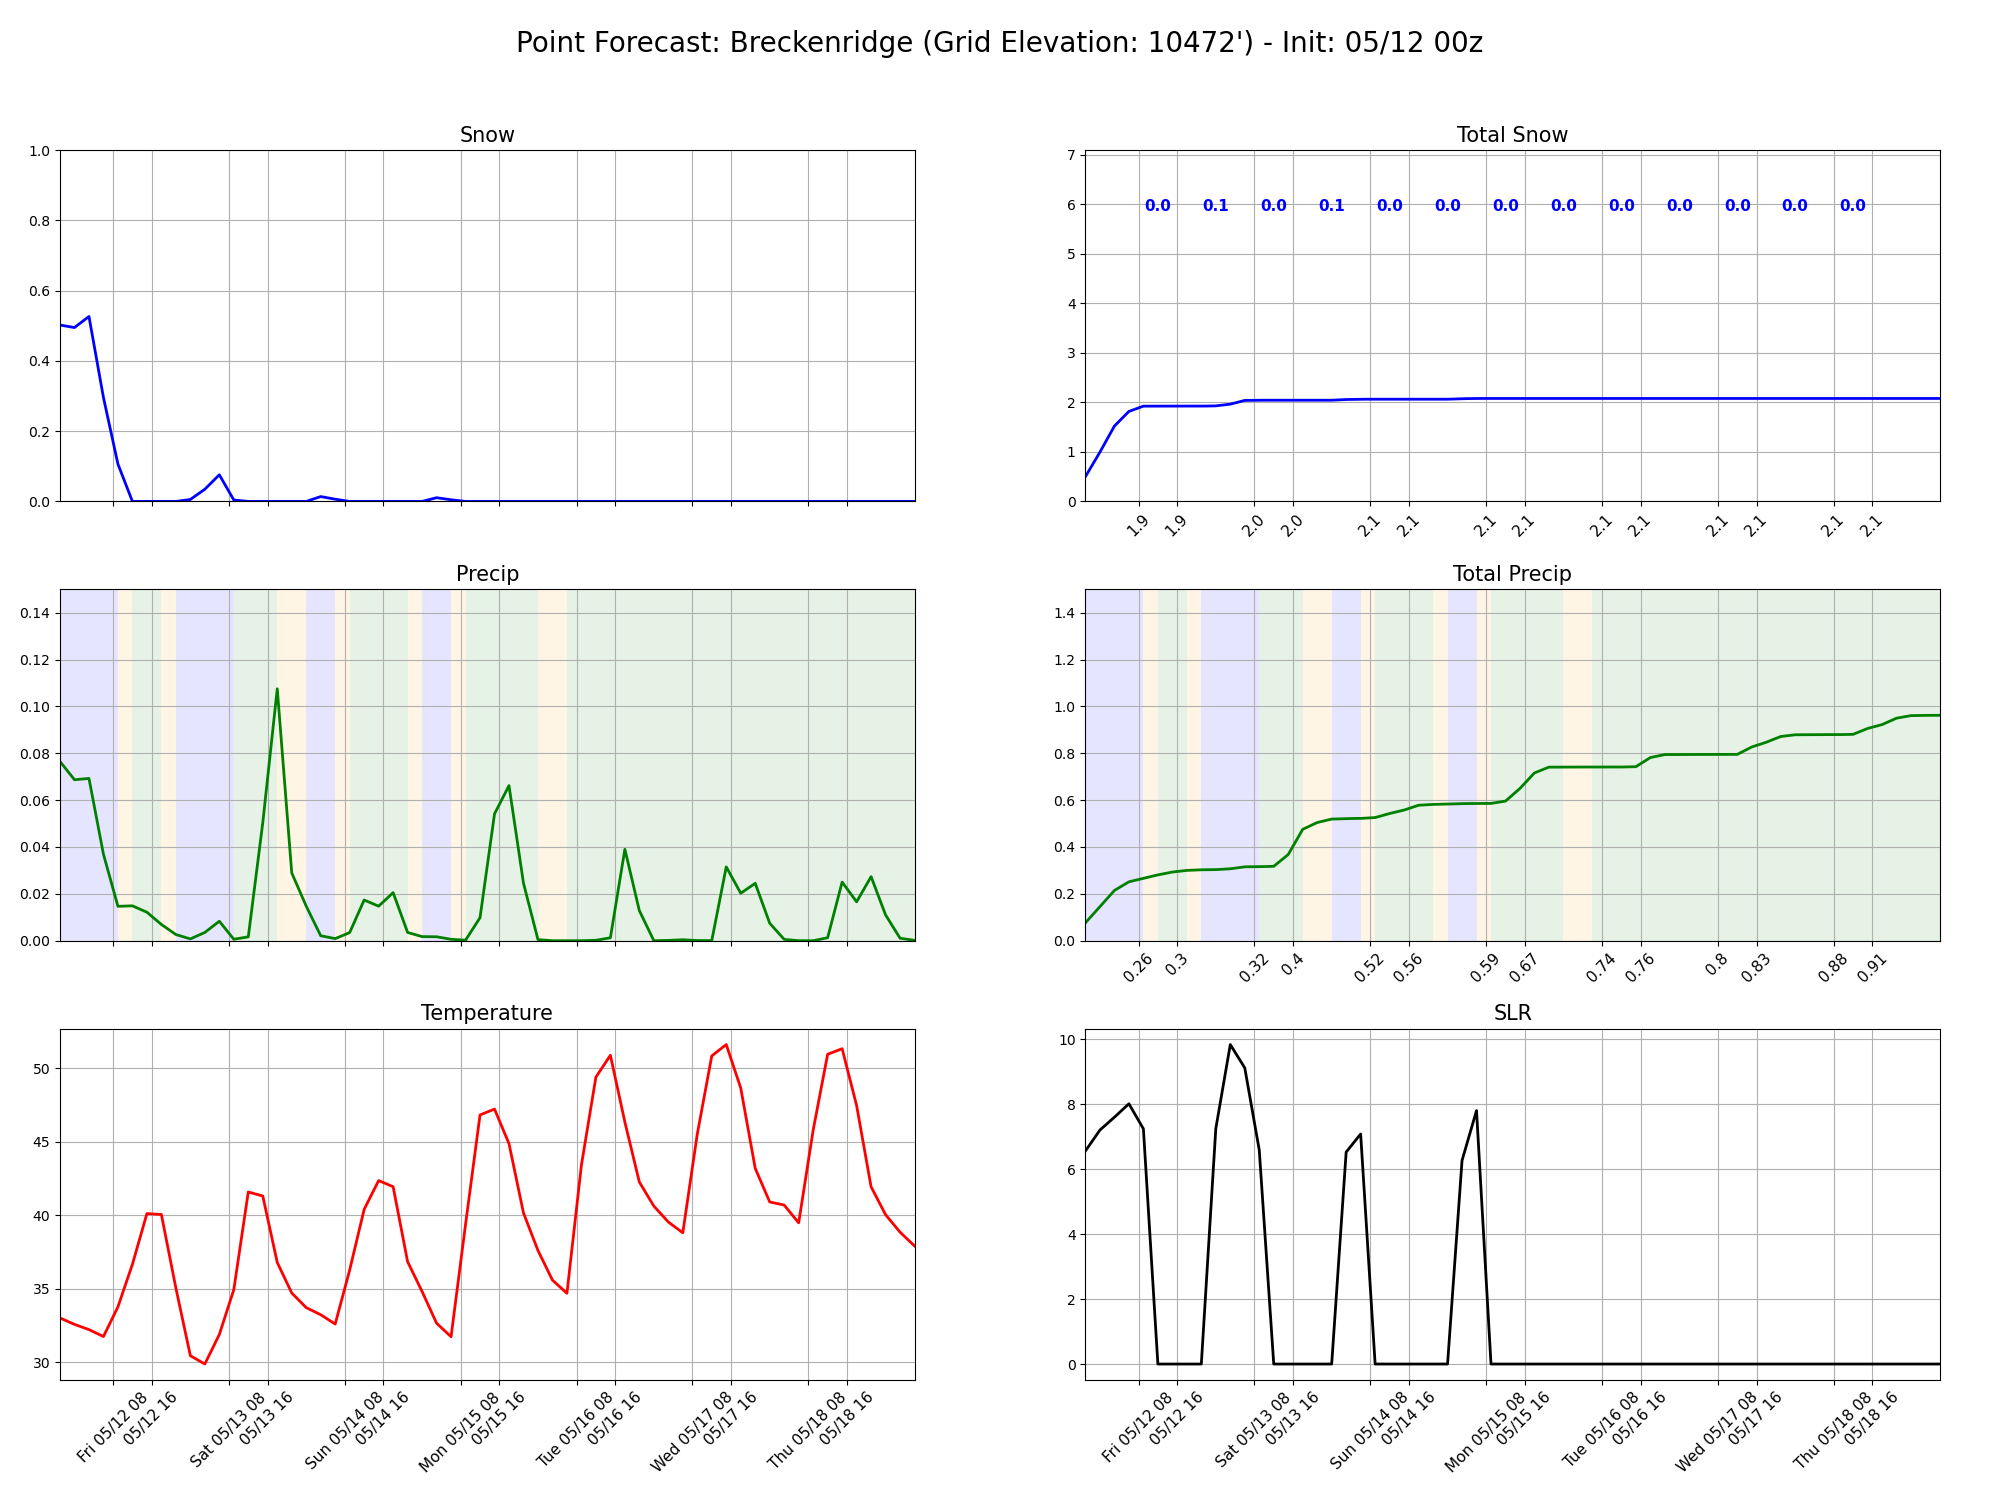 Point Forecast: Breckenridge (Grid Elevation: 10472') - Init: 05/12 00z
Snow
1.0
0.8
0.6
0.4
0.2
0.0
Total Snow
7
6
5
4
3
2
1
0
0.0 0.1 0.0 0.1 0.0 0.0 0.0 0.0 0.0 0.0 0.0 0.0 0.0
1.9 1.9 2.0 2.0 2.1 2.1 2.1 2.1 2.1 2.1 2.1 2.1 2.1 2.1
Precip
0.14
0.12
0.10
0.08
0.06
0.04
0.02
0.00
Total Precip
1.4
1.2
1.0
0.8
0.6
0.4
0.2
0.0
0.26 0.3 0.32 0.4 0.52 0.56 0.59 0.67 0.74 0.76 0.8 0.83 0.88 0.91
Temperature
50
45
40
35
30
Fri 05/12 08
05/12 16
Sat 05/13 08
05/13 16
Sun 05/14 08
05/14 16
Mon 05/15 08
05/15 16
Tue 05/16 08
05/16 16
Wed 05/17 08
05/17 16
Thu 05/18 08
05/18 16
SLR
10
8
6
4
2
0
Fri 05/12 08
05/12 16
Sat 05/13 08
05/13 16
Sun 05/14 08
05/14 16
Mon 05/15 08
05/15 16
Tue 05/16 08
05/16 16
Wed 05/17 08
05/17 16
Thu 05/18 08
05/18 16